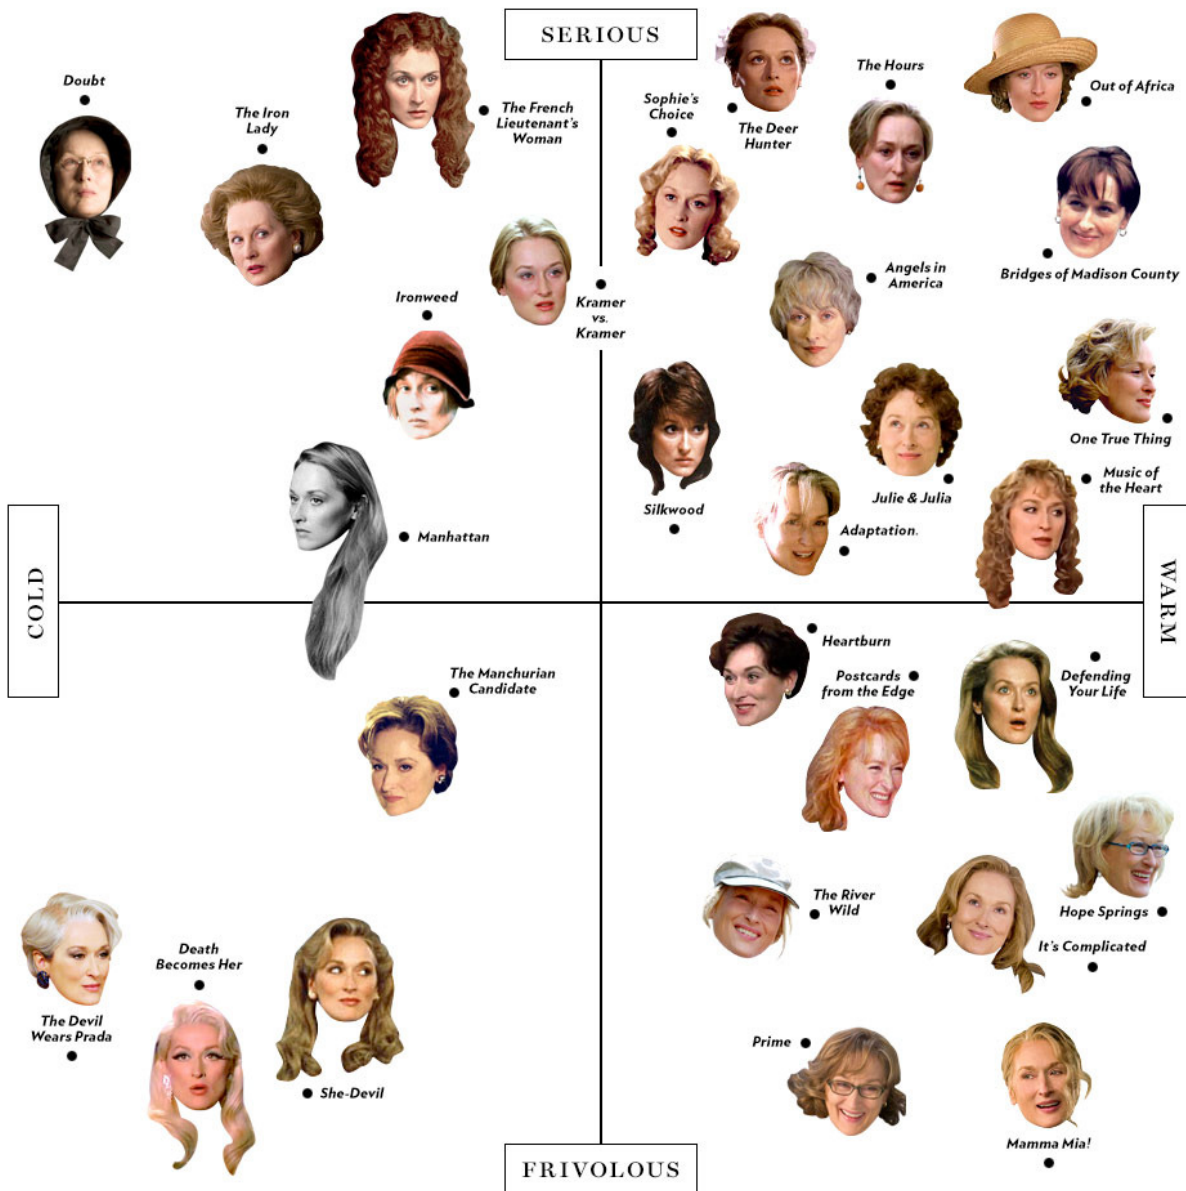 SERIOUS
Doubt
The Iron
Lady
The French
Lieutenant's
Woman
Sophie's
Choice
The Deer
Hunter
The Hours
Out of Africa
Bridges of Madison County
Angels in
America
Kramer
vs.
Kramer
Ironweed
One True Thing
Music of
the Heart
Julie & Julia
Silkwood
Adaptation.
Manhattan
COLD
WARM
Heartburn
Postcards
from the Edge
Defending
Your Life
The Manchurian
Candidate
The River
Wild
Hope Springs
It's Complicated
Death
Becomes Her
The Devil
Wears Prada
She-Devil
Prime
Mamma Mia!
FRIVOLOUS